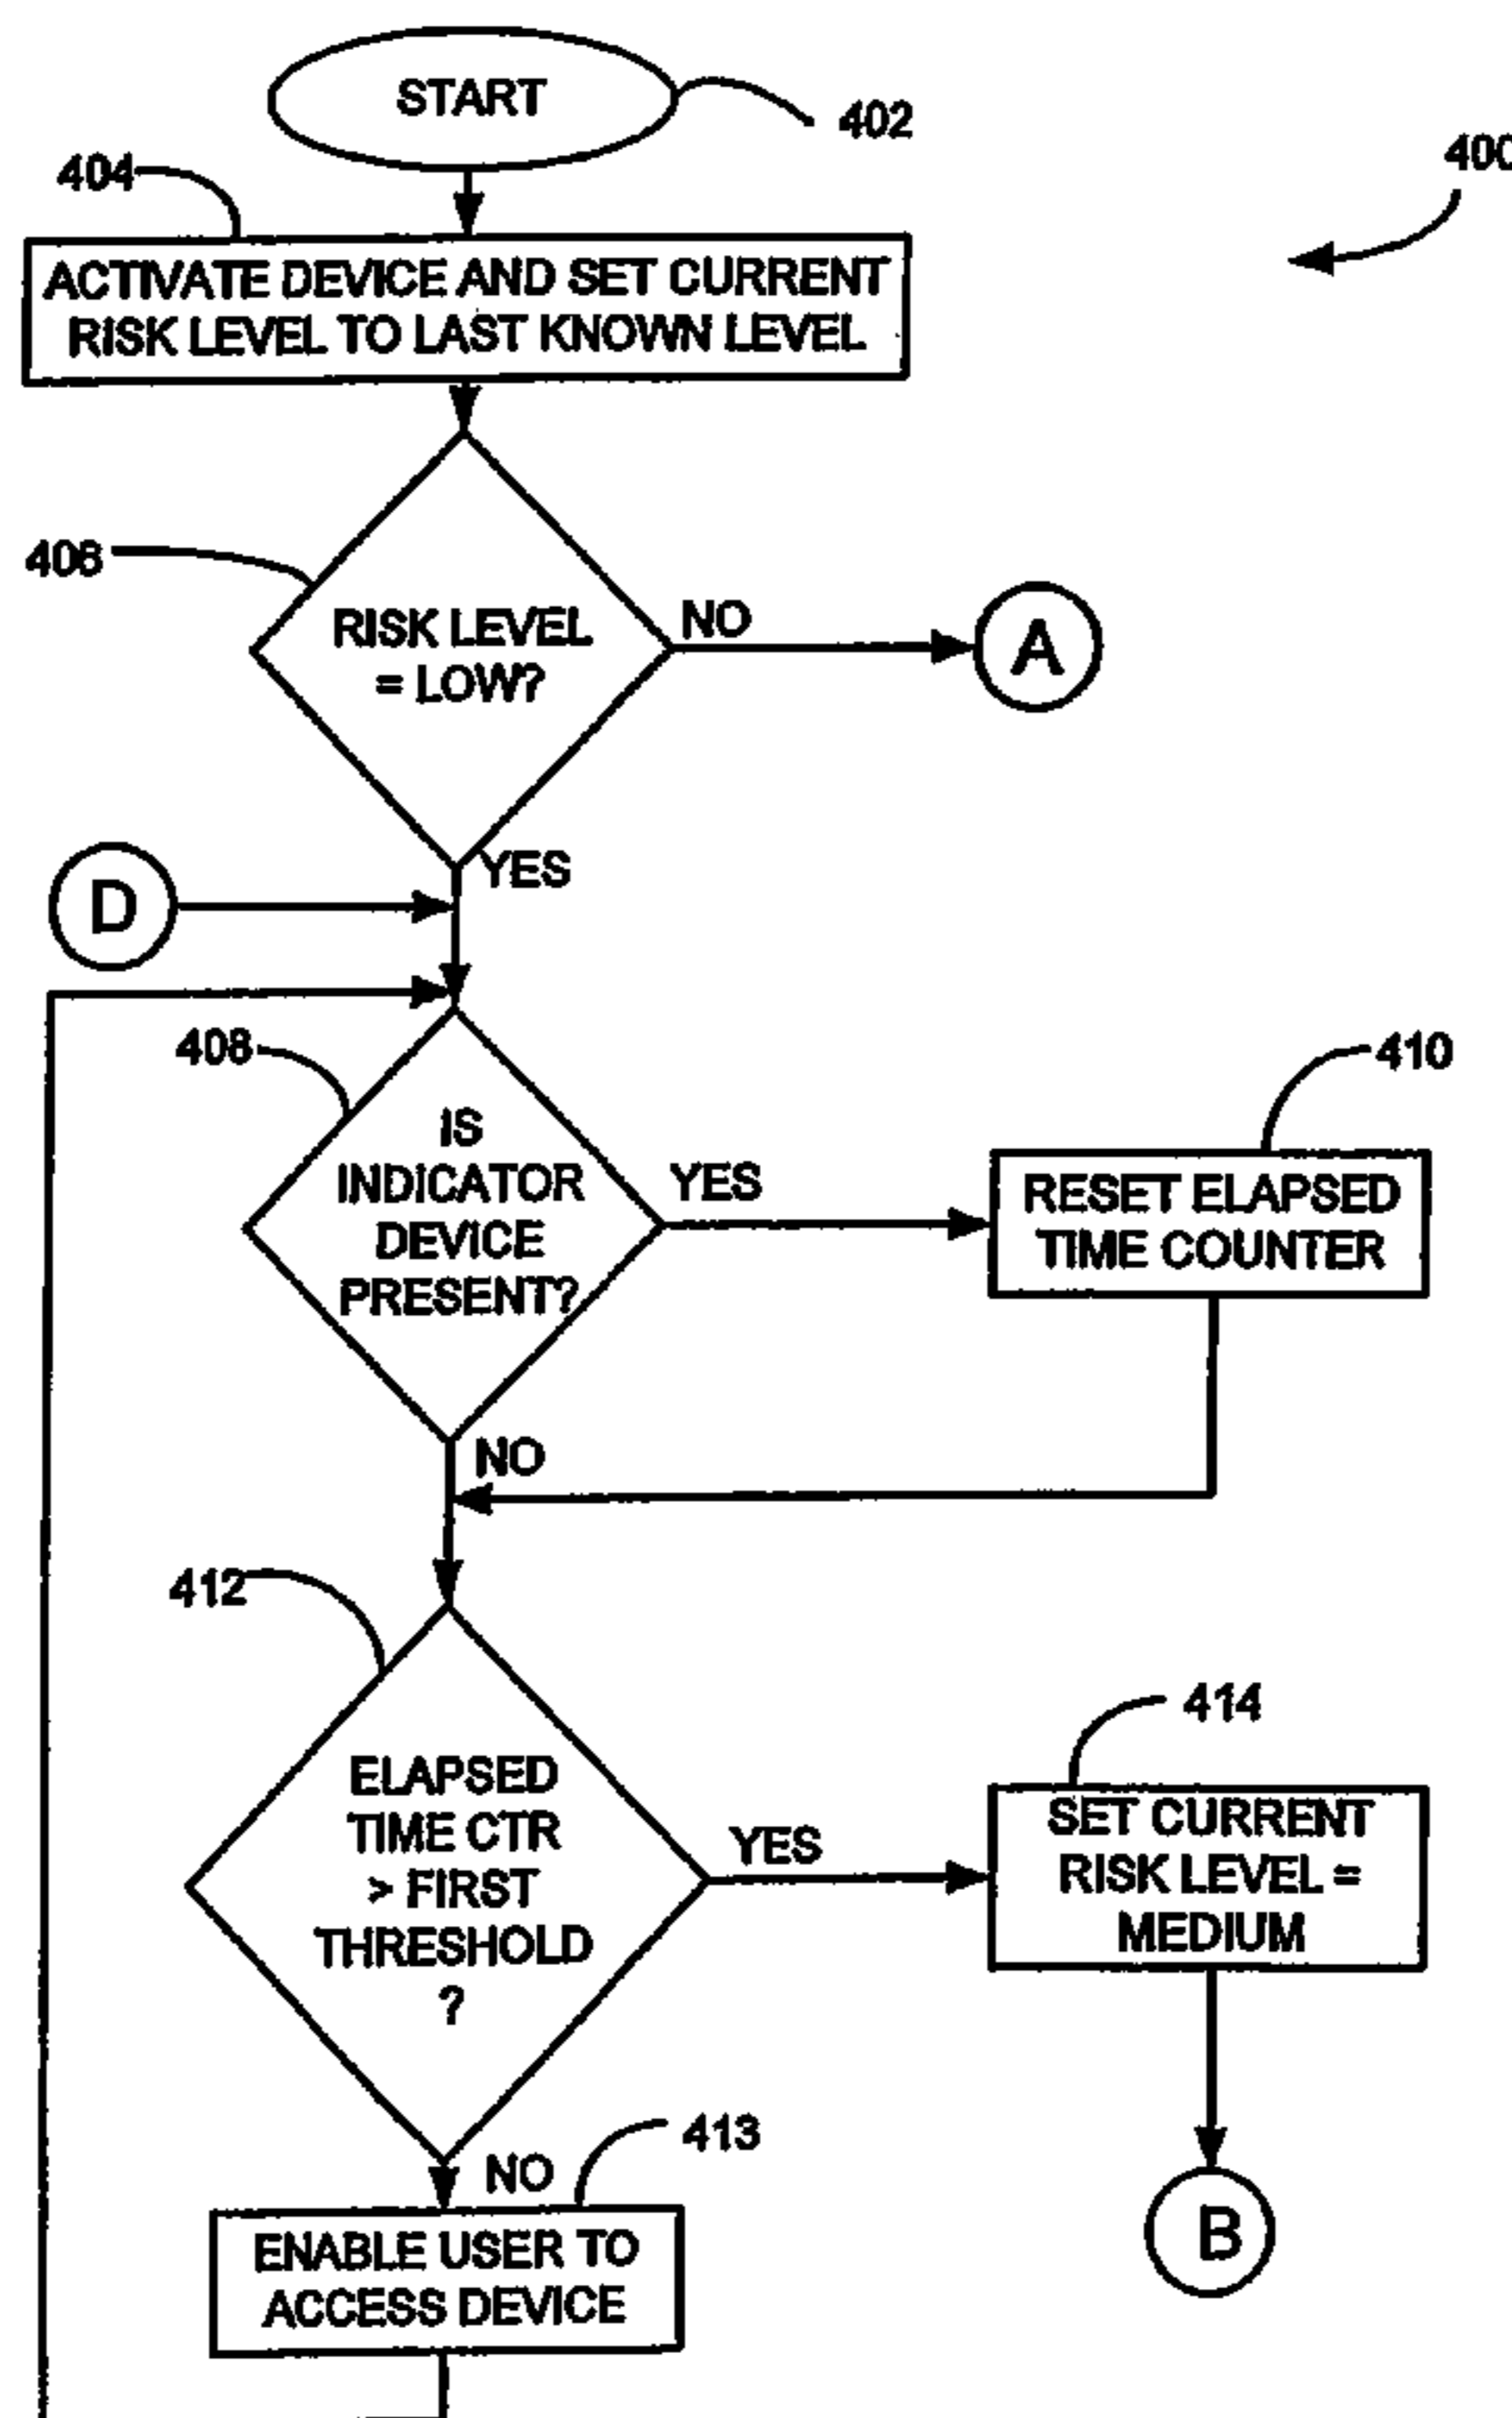 START
402
400
404
ACTIVATE DEVICE AND SET CURRENT
RISK LEVEL TO LAST KNOWN LEVEL
406
RISK LEVEL
= LOW?
NO
A
YES
D
408
IS
INDICATOR
DEVICE
PRESENT?
YES
410
RESET ELAPSED
TIME COUNTER
NO
412
ELAPSED
TIME CTR
> FIRST
THRESHOLD
?
YES
414
SET CURRENT
RISK LEVEL =
MEDIUM
NO
413
B
ENABLE USER TO
ACCESS DEVICE